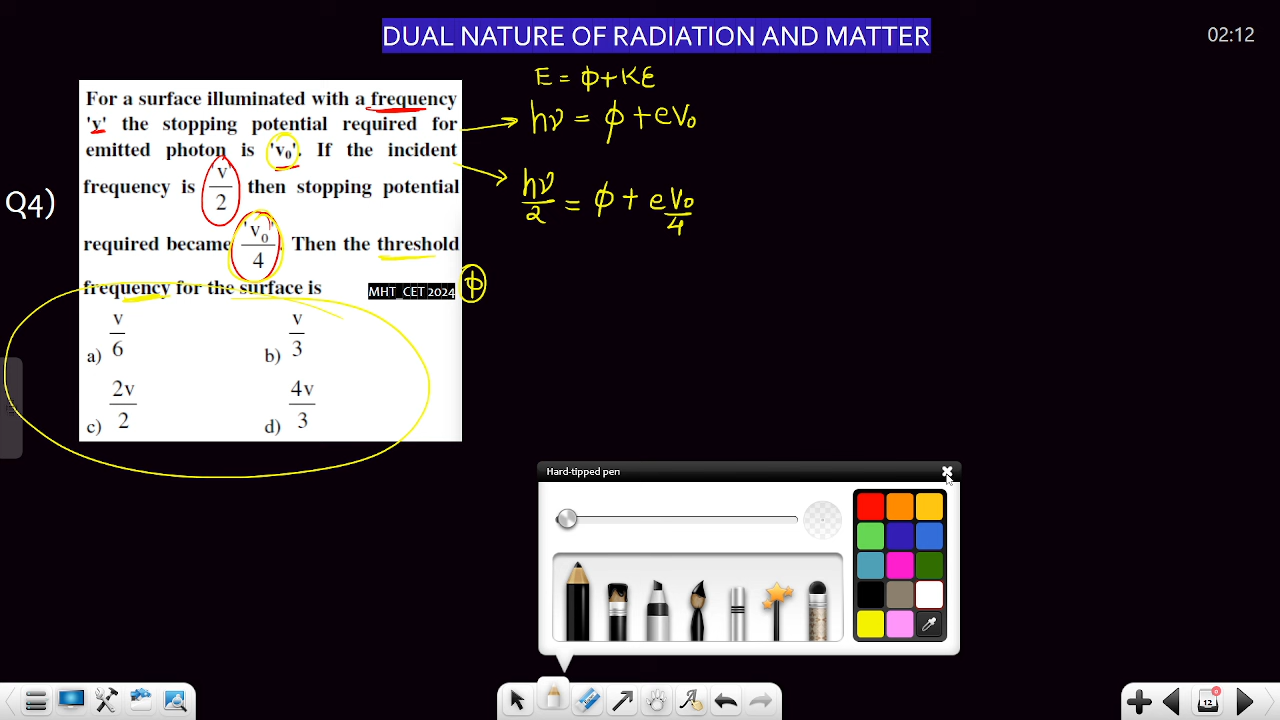 DUAL NATURE OF RADIATION AND MATTER
02:12
E = ϕ + KE
For a surface illuminated with a frequency
'v' the stopping potential required for
emitted photon is 'v₀'. If the incident
frequency is 'v/2' then stopping potential
required became 'v₀/4'. Then the threshold
frequency for the surface is
MHT_CET 2024
ϕ
Q4)
hν = ϕ + eV₀
hν/2 = ϕ + eV₀/4
a) v/6
b) v/3
c) 2v/2
d) 4v/3
Hard-tipped pen
12